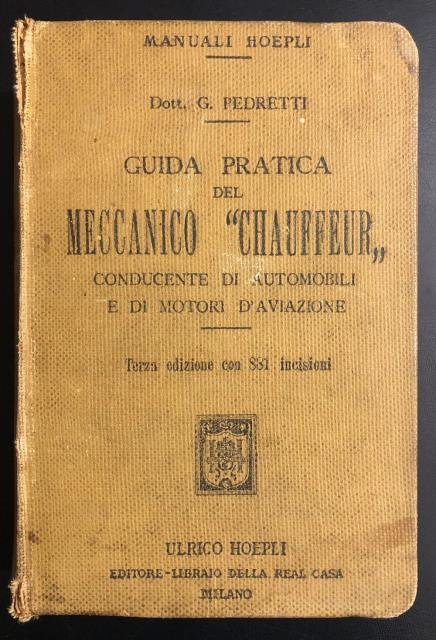 MANUALI HOEPLI
Dott. G. PEDRETTI
GUIDA PRATICA
DEL
MECCANICO "CHAUFFEUR„
CONDUCENTE DI AUTOMOBILI
E DI MOTORI D'AVIAZIONE
Terza edizione con 881 incisioni
ULRICO HOEPLI
EDITORE-LIBRAIO DELLA REAL CASA
MILANO